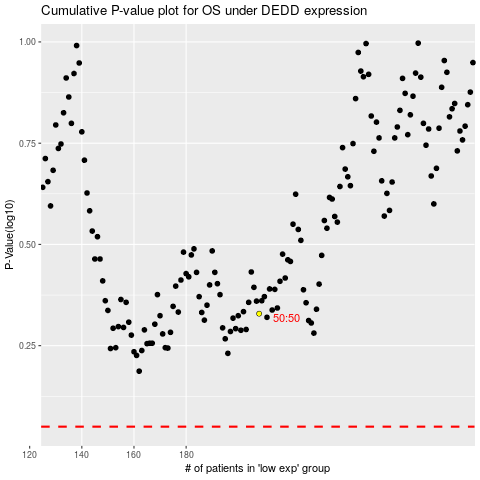 Cumulative P-value plot for OS under DEDD expression
P-Value(log10)
1.00
0.75
0.50
0.25
50:50
120 140 160 180
# of patients in 'low exp' group